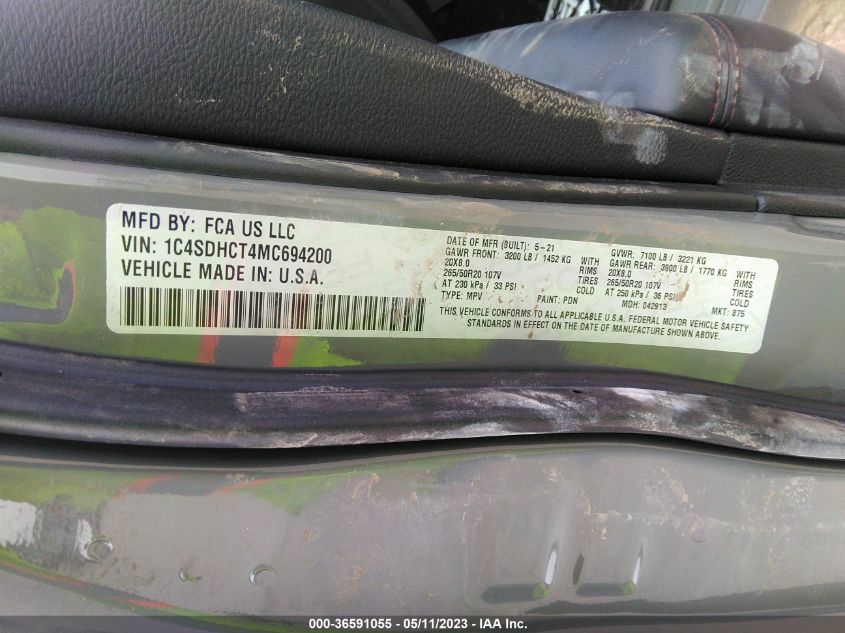 MFD BY: FCA US LLC
VIN: 1C4SDHCT4MC694200
VEHICLE MADE IN: U.S.A.
DATE OF MFR (BUILT): 5-21 GVWR: 7100 LB / 3221 KG
GAWR FRONT: 3200 LB / 1452 KG WITH GAWR REAR: 3900 LB / 1770 KG WITH
20X8.0 RIMS 20X8.0 RIMS
265/50R20 107V TIRES 265/50R20 107V TIRES
AT 230 kPa / 33 PSI COLD AT 250 kPa / 36 PSI COLD
TYPE: MPV PAINT: PDN MDH: 042913 MKT: 875
THIS VEHICLE CONFORMS TO ALL APPLICABLE U.S.A. FEDERAL MOTOR VEHICLE SAFETY
STANDARDS IN EFFECT ON THE DATE OF MANUFACTURE SHOWN ABOVE.
000-36591055 - 05/11/2023 - IAA Inc.